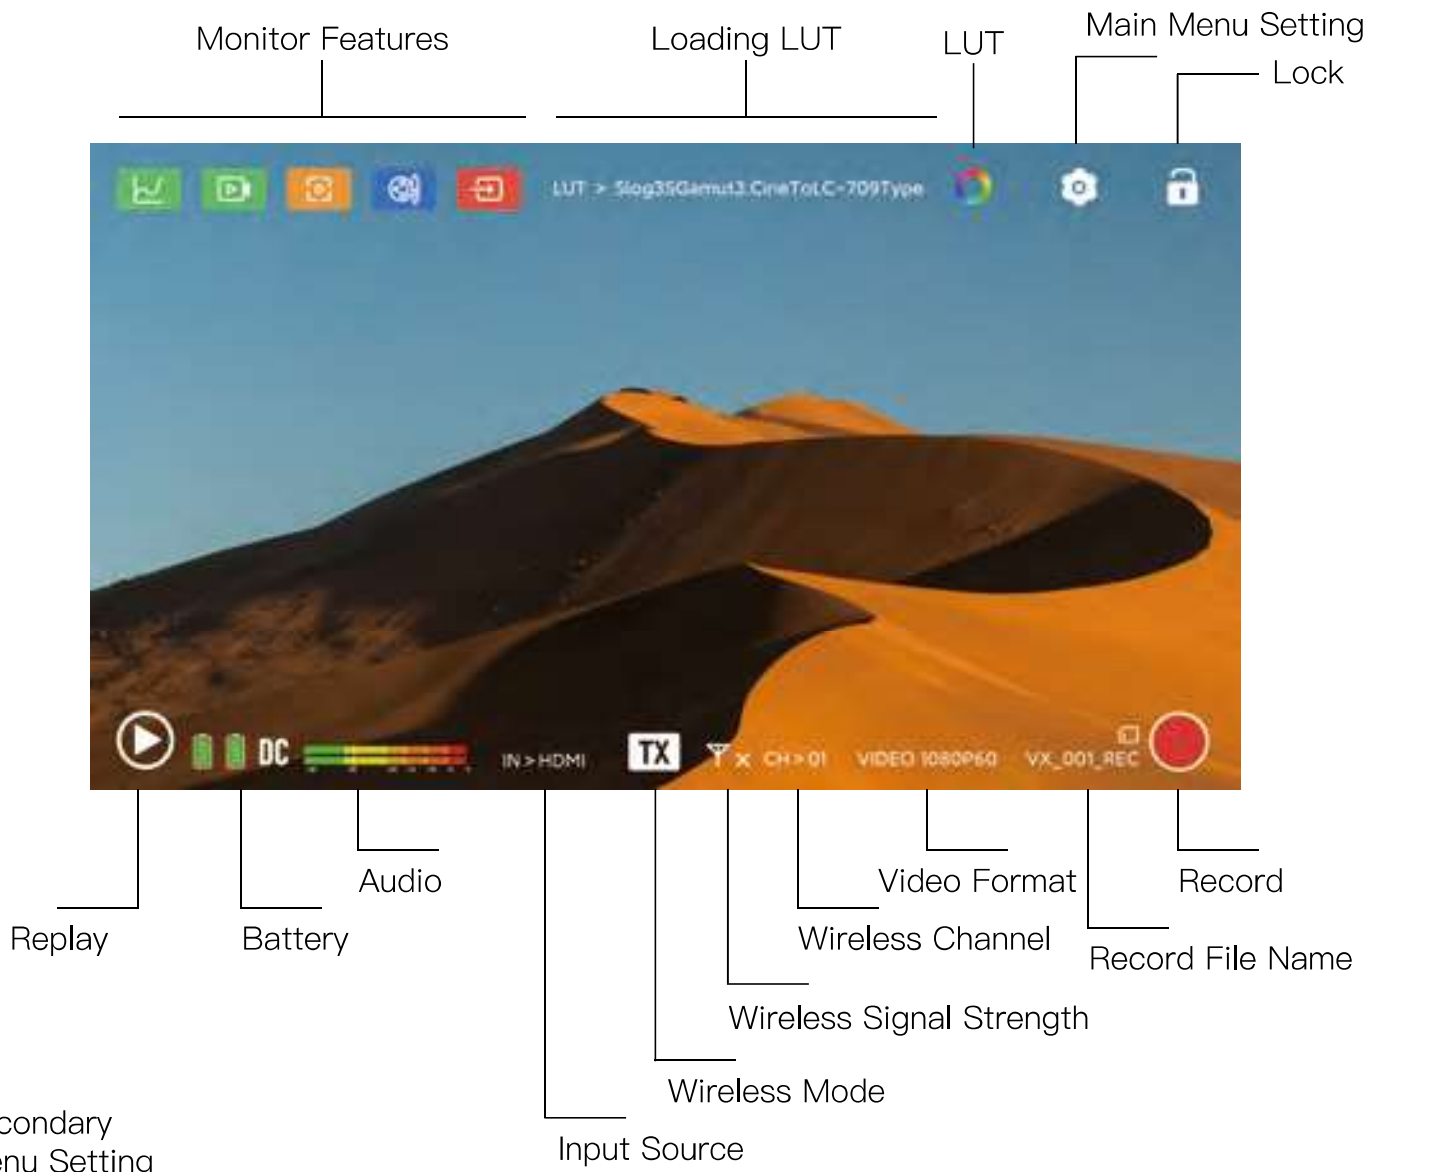 Monitor Features
Loading LUT
LUT
Main Menu Setting
Lock
LUT > Slog3SGamut3.CineToLC-709Type
DC
IN > HDMI
TX
CH > 01
VIDEO 1080P60
VX_001_REC
Audio
Video Format
Record
Replay
Battery
Wireless Channel
Record File Name
Wireless Signal Strength
Wireless Mode
condary
enu Setting
Input Source